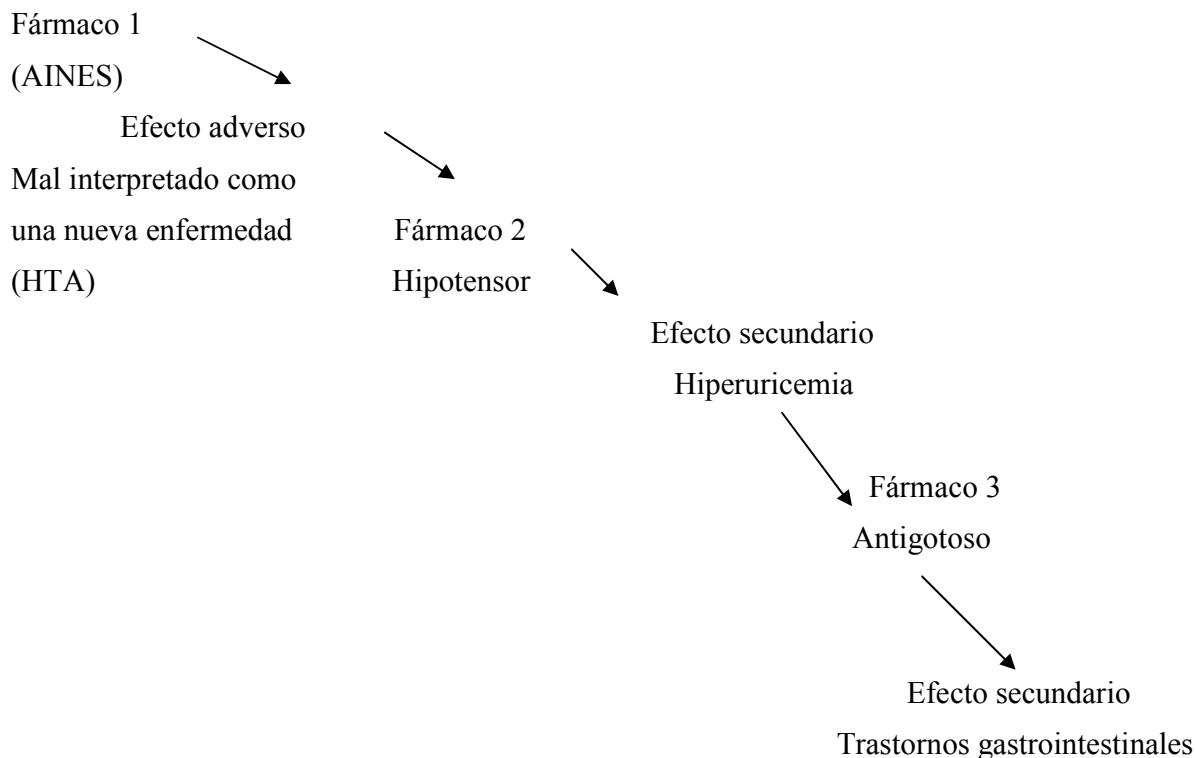 Fármaco 1
(AINES)
Efecto adverso
Mal interpretado como
una nueva enfermedad
(HTA)
Fármaco 2
Hipotensor
Efecto secundario
Hiperuricemia
Fármaco 3
Antigotoso
Efecto secundario
Trastornos gastrointestinales